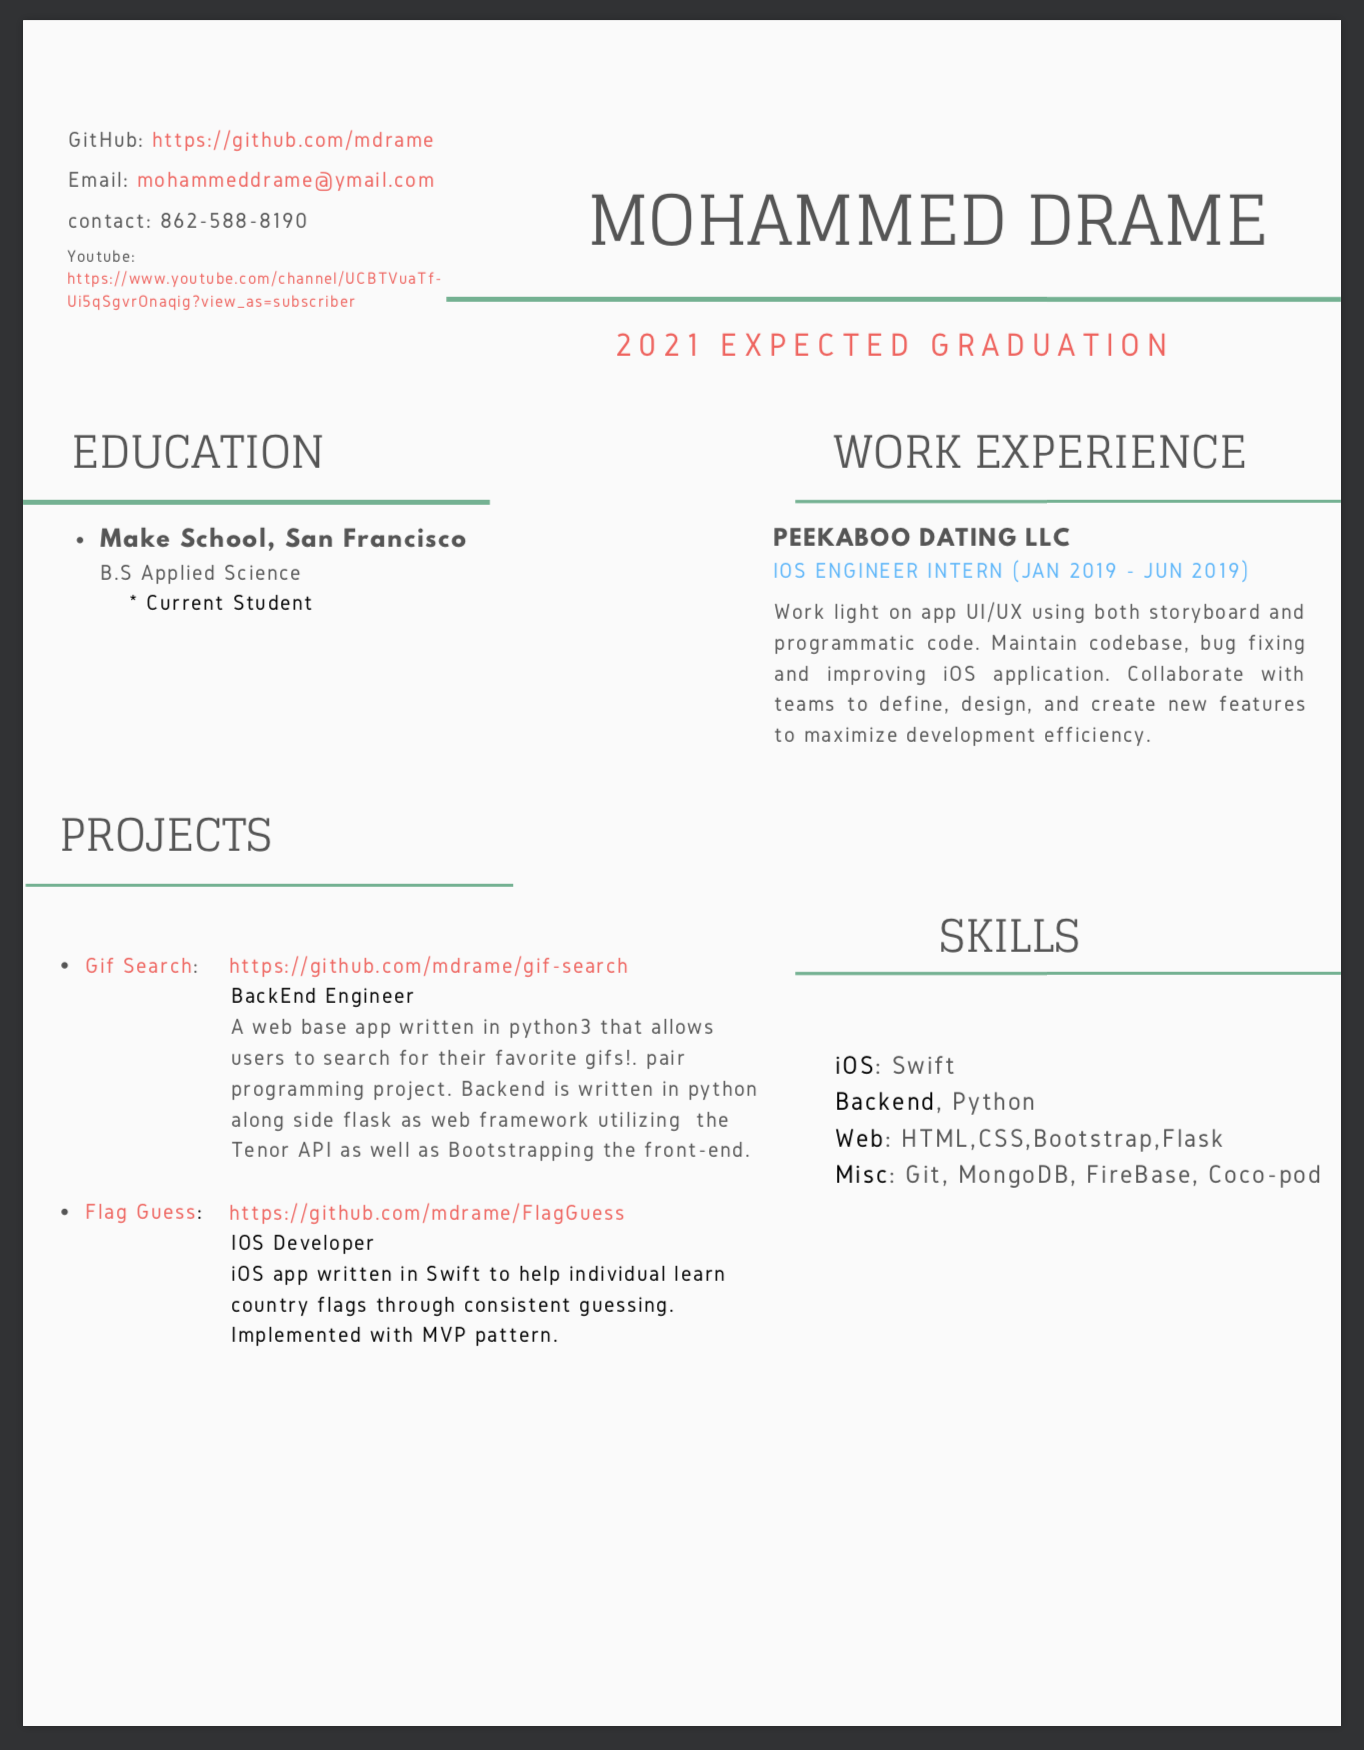 GitHub: https://github.com/mdrame
Email: mohammeddrame@ymail.com
contact: 862-588-8190
Youtube:
https://www.youtube.com/channel/UCBTVuaTf-
Ui5qSgvrOnaqig?view_as=subscriber
MOHAMMED DRAME
2021 EXPECTED GRADUATION
EDUCATION
• Make School, San Francisco
B.S Applied Science
* Current Student
WORK EXPERIENCE
PEEKABOO DATING LLC
IOS ENGINEER INTERN (JAN 2019 - JUN 2019)
Work light on app UI/UX using both storyboard and
programmatic code. Maintain codebase, bug fixing
and improving iOS application. Collaborate with
teams to define, design, and create new features
to maximize development efficiency.
PROJECTS
• Gif Search: https://github.com/mdrame/gif-search
BackEnd Engineer
A web base app written in python3 that allows
users to search for their favorite gifs!. pair
programming project. Backend is written in python
along side flask as web framework utilizing  the
Tenor API as well as Bootstrapping the front-end.
• Flag Guess: https://github.com/mdrame/FlagGuess
IOS Developer
iOS app written in Swift to help individual learn
country flags through consistent guessing.
Implemented with MVP pattern.
SKILLS
iOS: Swift
Backend, Python
Web: HTML,CSS,Bootstrap,Flask
Misc: Git, MongoDB, FireBase, Coco-pod